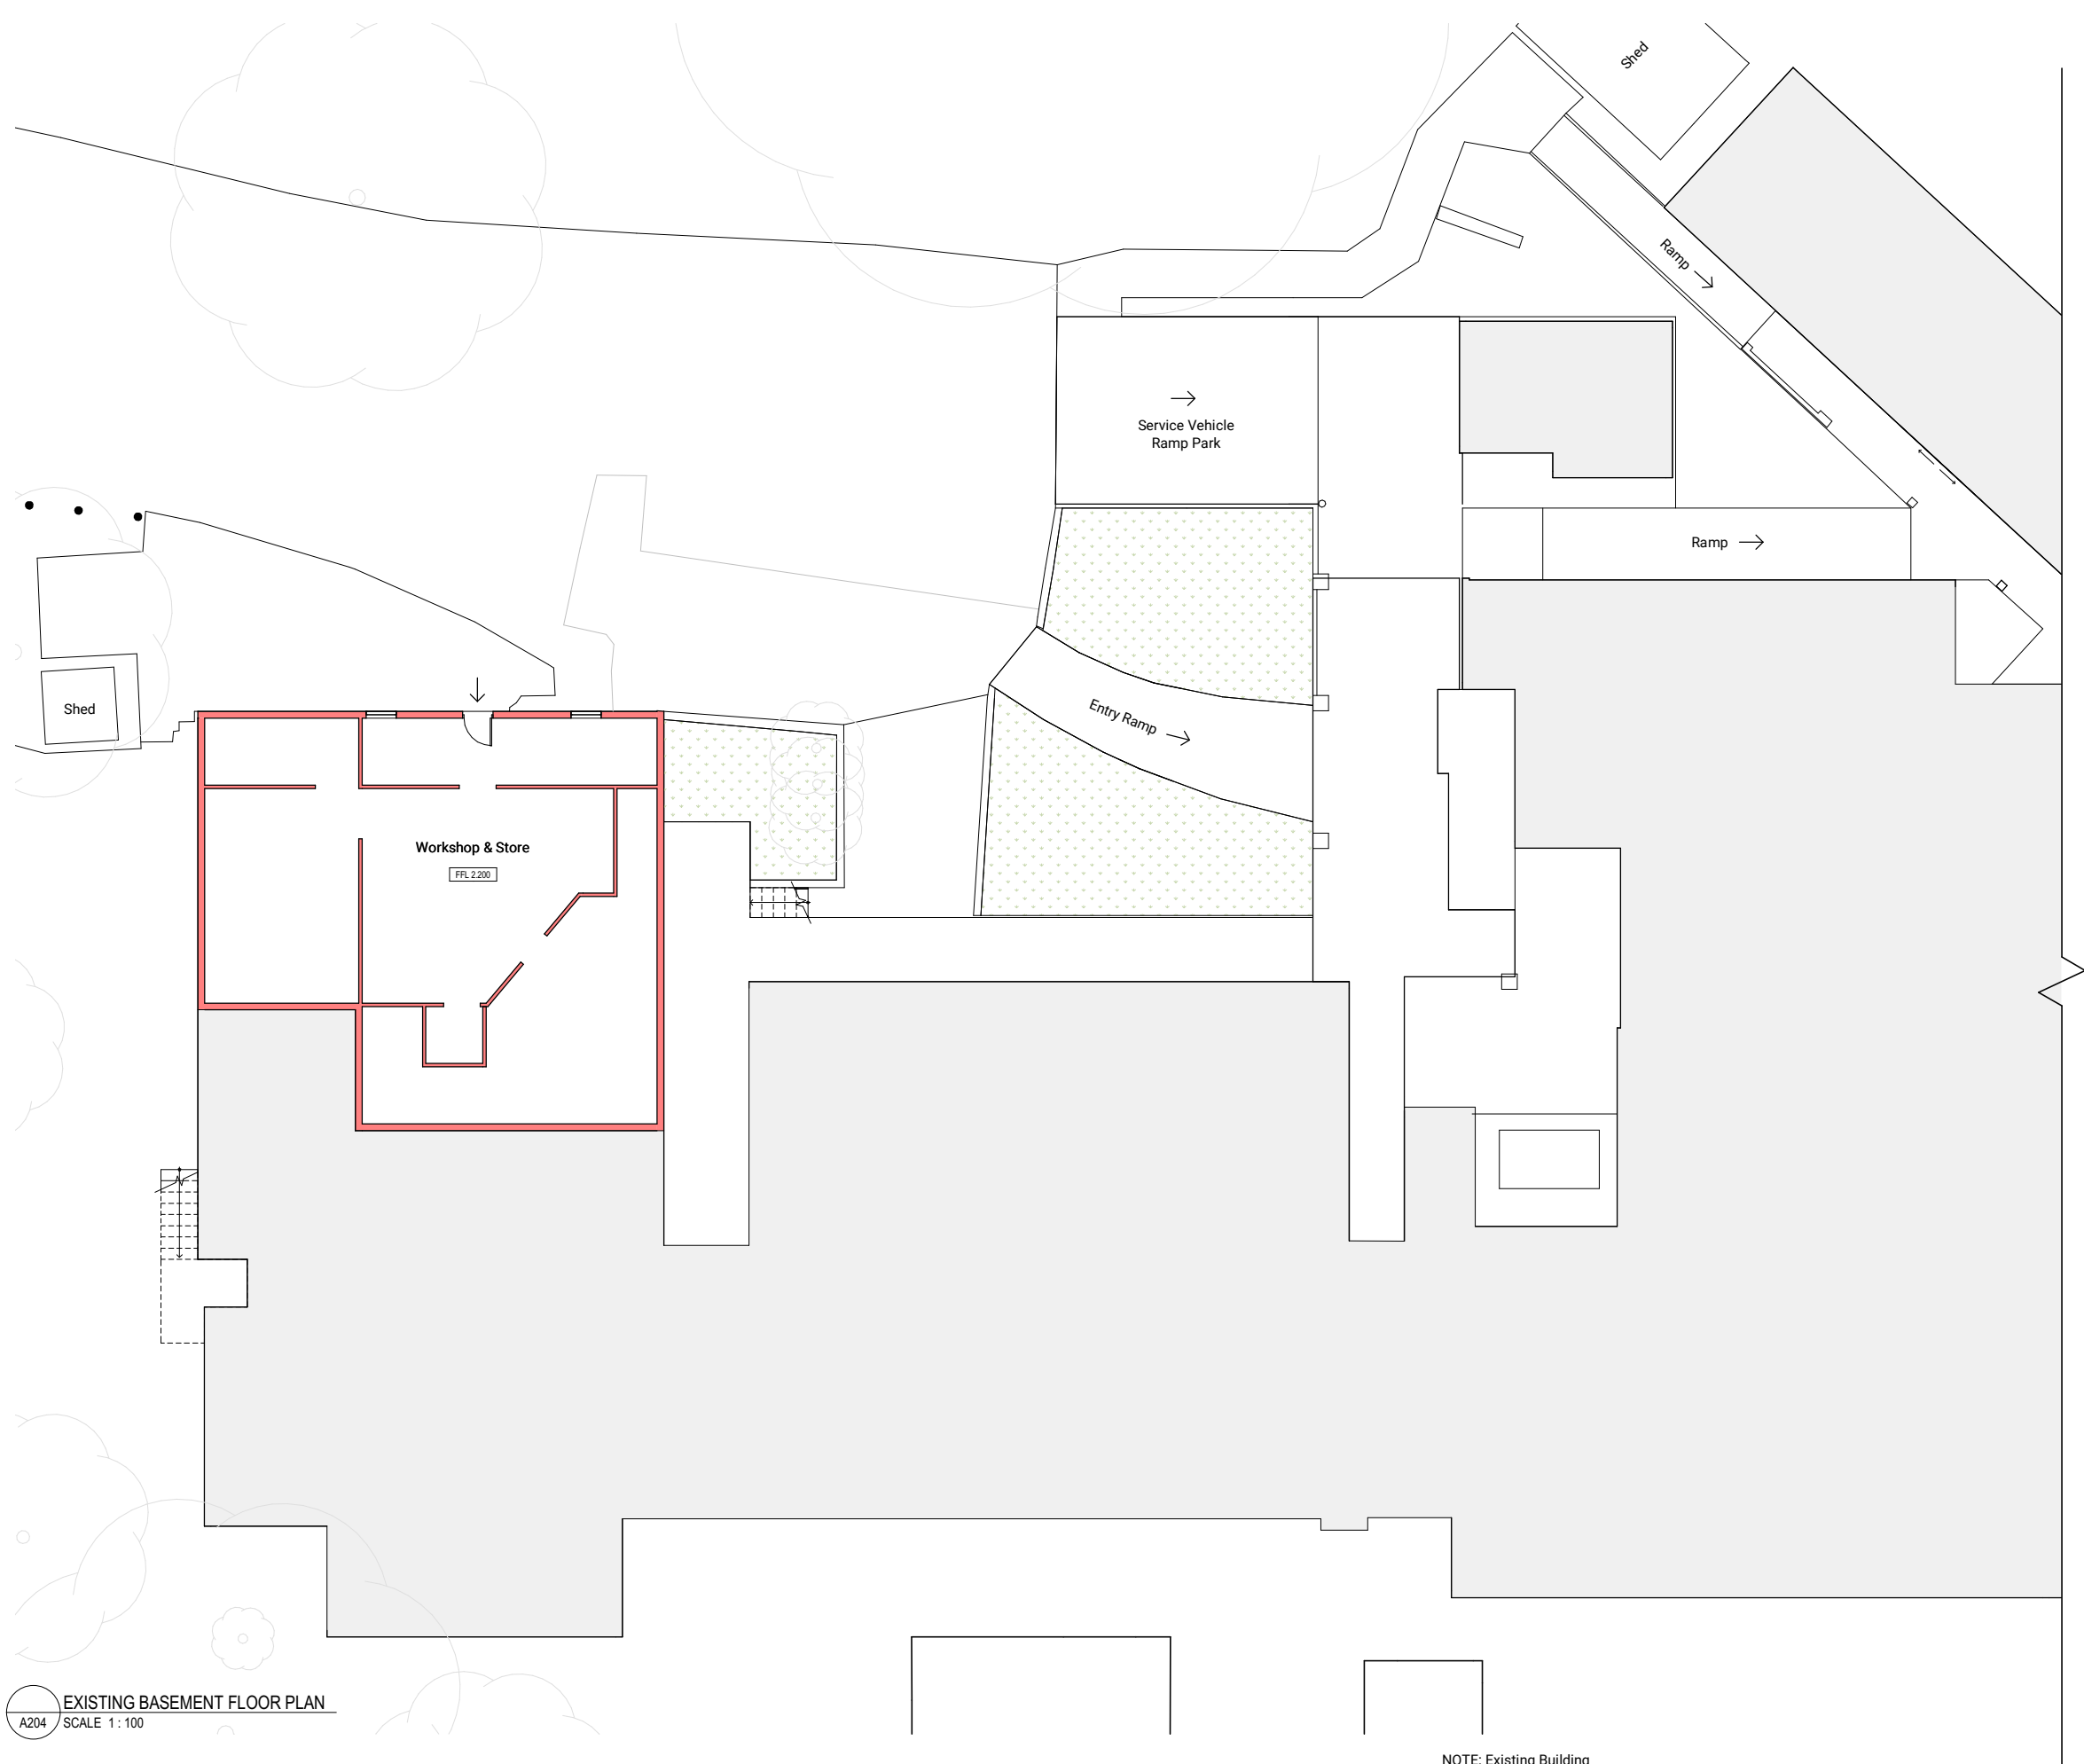 Shed
Ramp
Service Vehicle
Ramp Park
Ramp
Shed
Entry Ramp
Workshop & Store
FFL 2.200
EXISTING BASEMENT FLOOR PLAN
A204
SCALE 1 : 100
NOTE: Existing Building